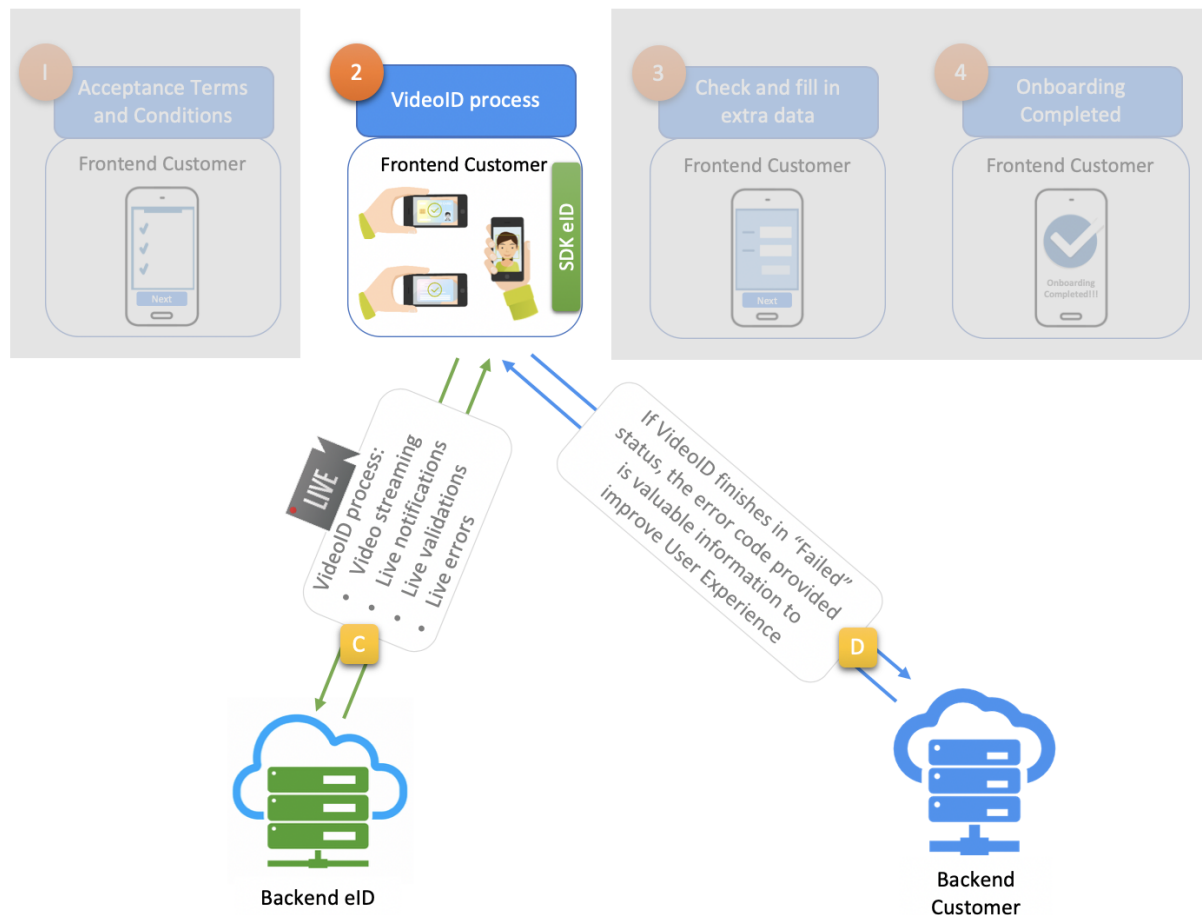 1
Acceptance Terms
and Conditions
Frontend Customer
Next
2
VideoID process
Frontend Customer
SDK eID
3
Check and fill in
extra data
Frontend Customer
Next
4
Onboarding
Completed
Frontend Customer
Onboarding
Completed!!!
LIVE
VideoID process:
• Video streaming
• Live notifications
• Live validations
• Live errors
C
If VideoID finishes in “Failed”
status, the error code provided
is valuable information to
improve User Experience
D
Backend eID
Backend
Customer